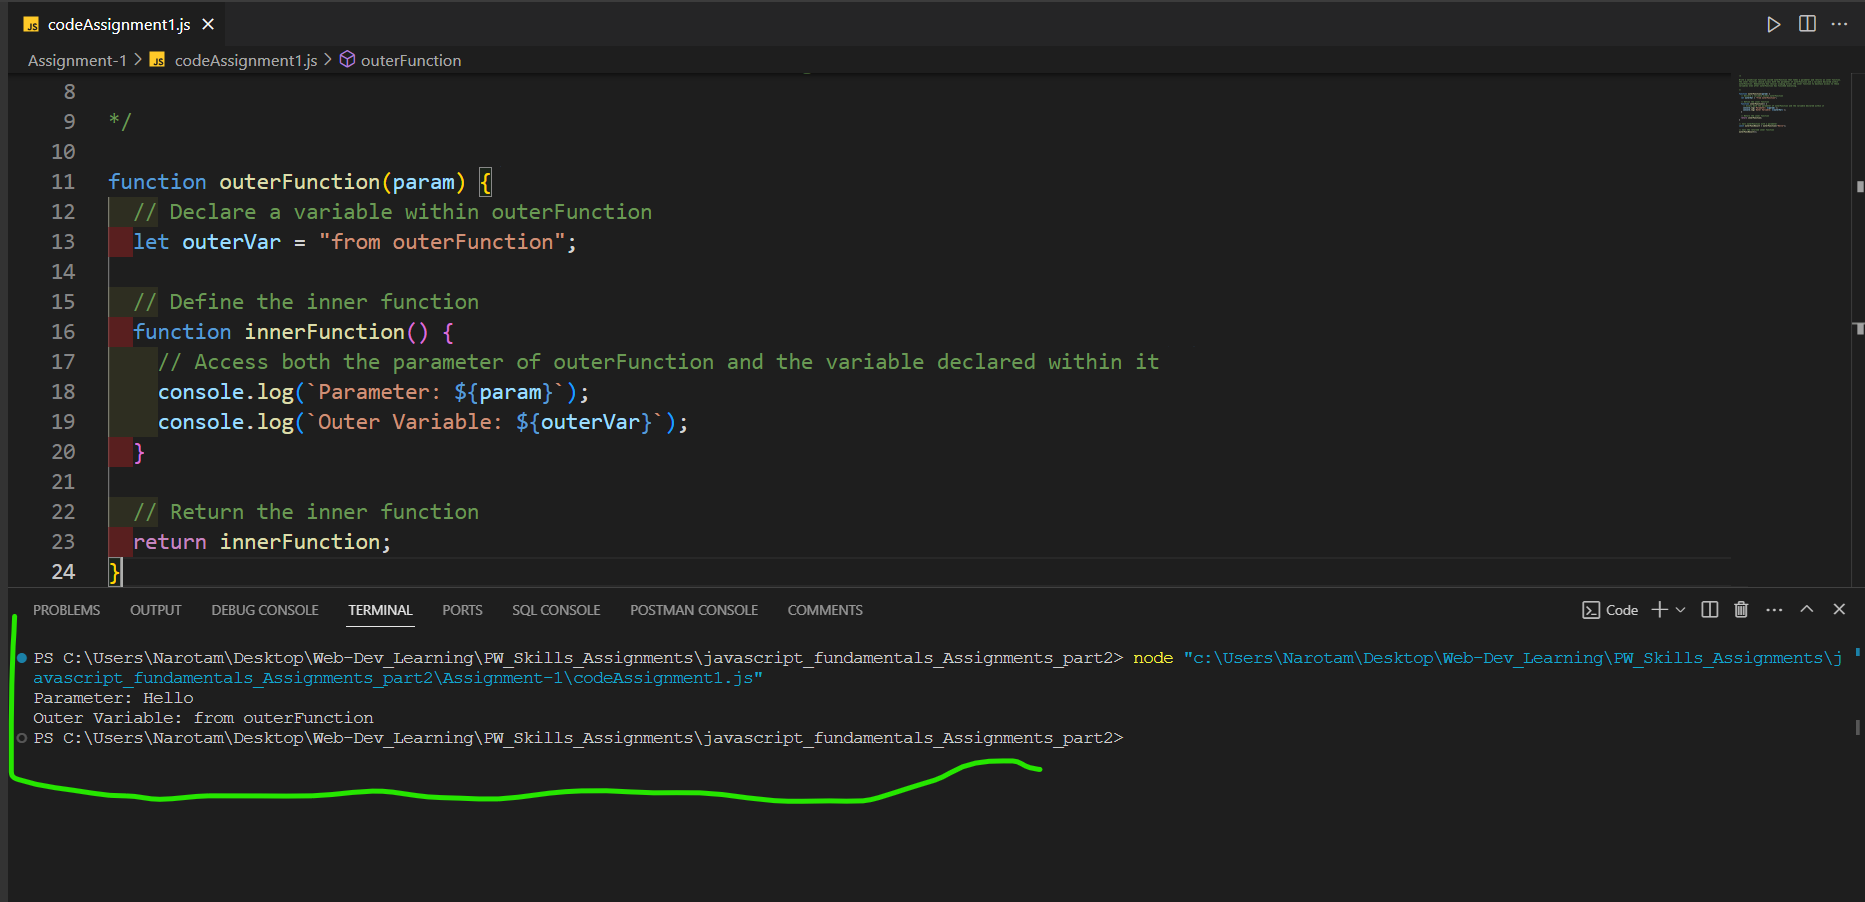 codeAssignment1.js
Assignment-1 > codeAssignment1.js > outerFunction
8
9 */
10
11 function outerFunction(param) {
12 // Declare a variable within outerFunction
13 let outerVar = "from outerFunction";
14
15 // Define the inner function
16 function innerFunction() {
17 // Access both the parameter of outerFunction and the variable declared within it
18 console.log(`Parameter: ${param}`);
19 console.log(`Outer Variable: ${outerVar}`);
20 }
21
22 // Return the inner function
23 return innerFunction;
24 }
PROBLEMS OUTPUT DEBUG CONSOLE TERMINAL PORTS SQL CONSOLE POSTMAN CONSOLE COMMENTS Code
PS C:\Users\Narotam\Desktop\Web-Dev_Learning\PW_Skills_Assignments\javascript_fundamentals_Assignments_part2> node "c:\Users\Narotam\Desktop\Web-Dev_Learning\PW_Skills_Assignments\j
avascript_fundamentals_Assignments_part2\Assignment-1\codeAssignment1.js"
Parameter: Hello
Outer Variable: from outerFunction
PS C:\Users\Narotam\Desktop\Web-Dev_Learning\PW_Skills_Assignments\javascript_fundamentals_Assignments_part2>